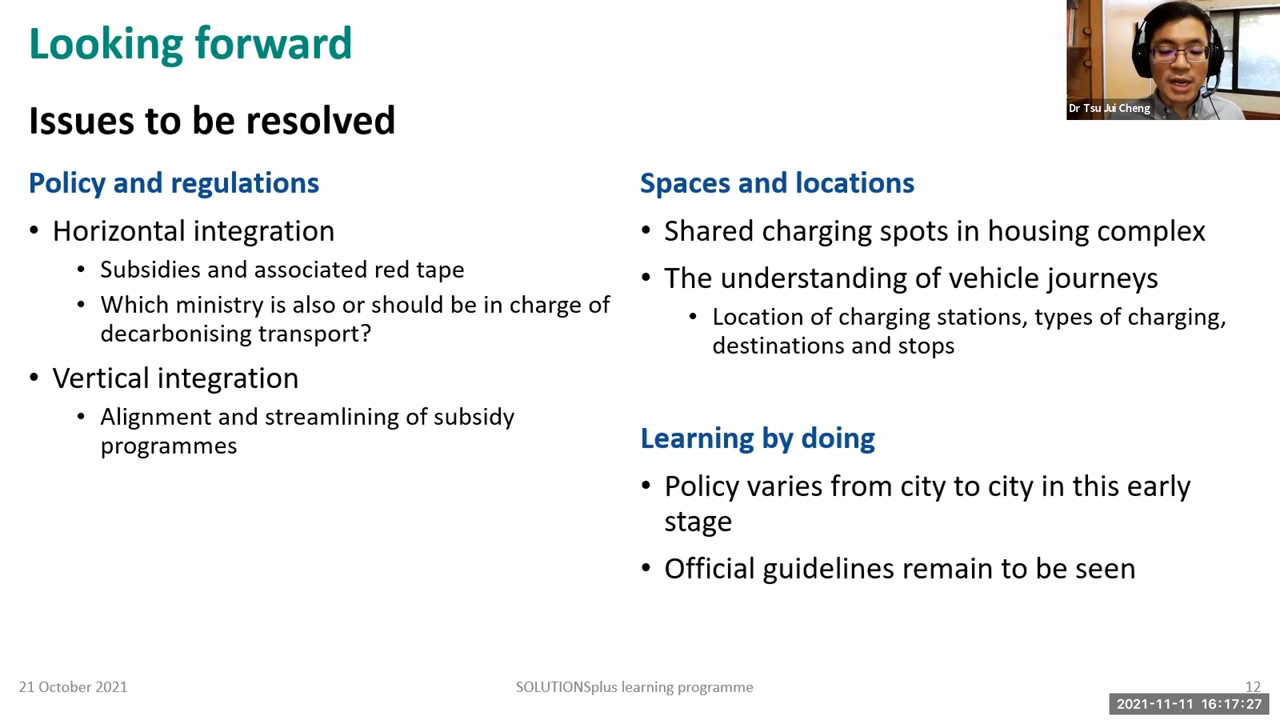 Looking forward
Issues to be resolved
Policy and regulations
• Horizontal integration
• Subsidies and associated red tape
• Which ministry is also or should be in charge of
decarbonising transport?
• Vertical integration
• Alignment and streamlining of subsidy
programmes
Spaces and locations
• Shared charging spots in housing complex
• The understanding of vehicle journeys
• Location of charging stations, types of charging,
destinations and stops
Learning by doing
• Policy varies from city to city in this early
stage
• Official guidelines remain to be seen
Dr Tsu Jui Cheng
21 October 2021
SOLUTIONSplus learning programme
12
2021-11-11 16:17:27